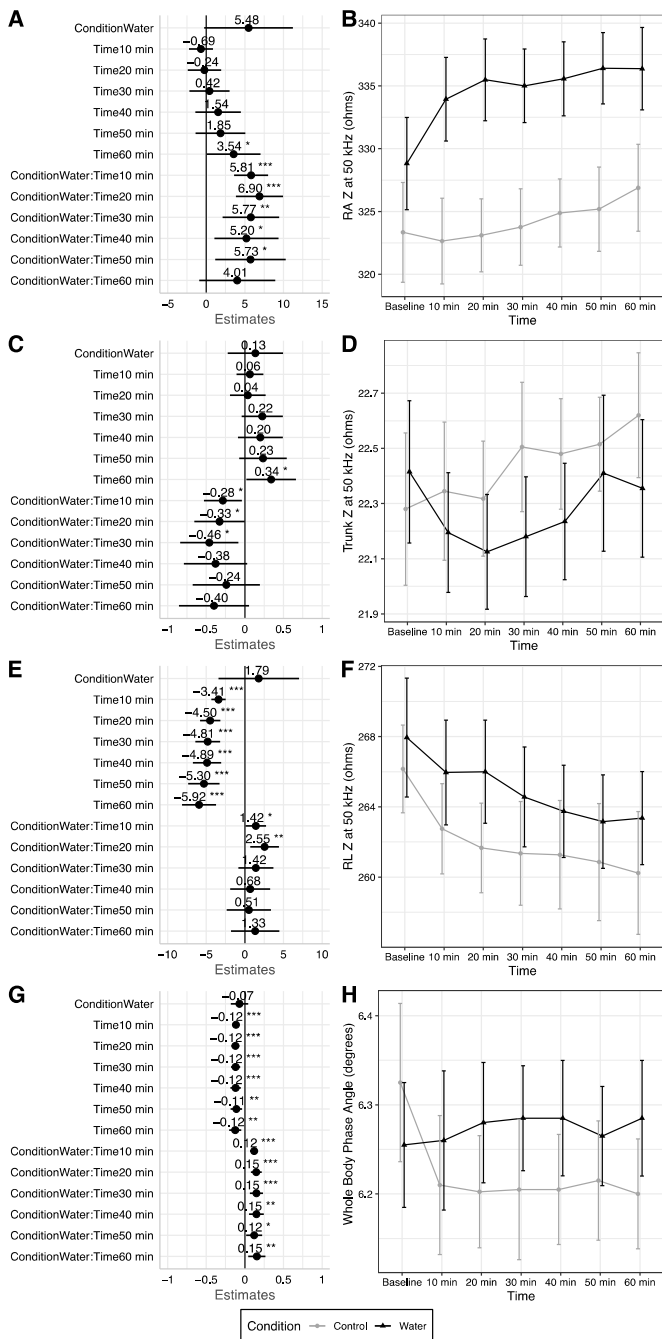 A
ConditionWater
5.48
Time10 min
−0.69
Time20 min
−0.24
Time30 min
0.42
Time40 min
1.54
Time50 min
1.85
Time60 min
3.54 *
ConditionWater:Time10 min
5.81 ***
ConditionWater:Time20 min
6.90 ***
ConditionWater:Time30 min
5.77 **
ConditionWater:Time40 min
5.20 *
ConditionWater:Time50 min
5.73 *
ConditionWater:Time60 min
4.01
−5 0 5 10 15
Estimates
B
RA Z at 50 kHz (ohms)
340
335
330
325
320
Baseline 10 min 20 min 30 min 40 min 50 min 60 min
Time
C
ConditionWater
0.13
Time10 min
0.06
Time20 min
0.04
Time30 min
0.22
Time40 min
0.20
Time50 min
0.23
Time60 min
0.34 *
ConditionWater:Time10 min
−0.28 *
ConditionWater:Time20 min
−0.33 *
ConditionWater:Time30 min
−0.46 *
ConditionWater:Time40 min
−0.38
ConditionWater:Time50 min
−0.24
ConditionWater:Time60 min
−0.40
−1 −0.5 0 0.5 1
Estimates
D
Trunk Z at 50 kHz (ohms)
22.7
22.5
22.3
22.1
21.9
Baseline 10 min 20 min 30 min 40 min 50 min 60 min
Time
E
ConditionWater
1.79
Time10 min
−3.41 ***
Time20 min
−4.50 ***
Time30 min
−4.81 ***
Time40 min
−4.89 ***
Time50 min
−5.30 ***
Time60 min
−5.92 ***
ConditionWater:Time10 min
1.42 *
ConditionWater:Time20 min
2.55 **
ConditionWater:Time30 min
1.42
ConditionWater:Time40 min
0.68
ConditionWater:Time50 min
0.51
ConditionWater:Time60 min
1.33
−10 −5 0 5 10
Estimates
F
RL Z at 50 kHz (ohms)
272
268
264
260
Baseline 10 min 20 min 30 min 40 min 50 min 60 min
Time
G
ConditionWater
−0.07
Time10 min
−0.12 ***
Time20 min
−0.12 ***
Time30 min
−0.12 ***
Time40 min
−0.12 ***
Time50 min
−0.11 **
Time60 min
−0.12 **
ConditionWater:Time10 min
0.12 ***
ConditionWater:Time20 min
0.15 ***
ConditionWater:Time30 min
0.15 ***
ConditionWater:Time40 min
0.15 **
ConditionWater:Time50 min
0.12 *
ConditionWater:Time60 min
0.15 **
−1 −0.5 0 0.5 1
Estimates
H
Whole Body Phase Angle (degrees)
6.4
6.3
6.2
Baseline 10 min 20 min 30 min 40 min 50 min 60 min
Time
Condition Control Water